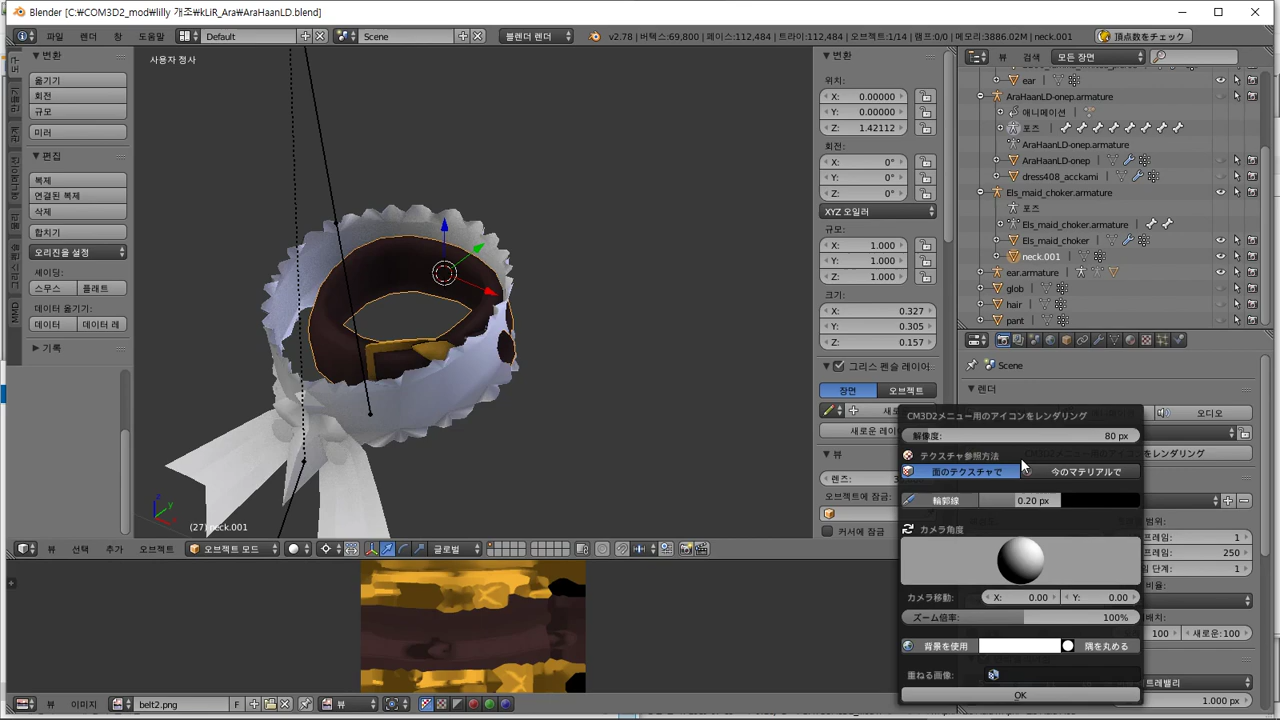 Blender [C:₩COM3D2_mod₩lilly 개조₩kLiR_Ara₩AraHaanLD.blend]
파일 렌더 창 도움말 Default Scene 블렌더 렌더 v2.78 | 버텍스:69,800 | 페이스:112,484 | 트라이:112,484 | 오브젝트:1/14 | 램프:0/0 | 메모리:3886.02M | neck.001 頂点数をチェック
변환
옮기기
회전
규모
미러
편집
복제
연결된 복제
삭제
합치기
오리진을 설정
셰이딩:
스무스 플래트
데이터 옮기기:
데이터 데이터 레
기록
애니메이션
물리
MMD
사용자 정사
(27) neck.001
변환
위치:
X: 0.00000
Y: 0.00000
Z: 1.42112
회전:
X: 0°
Y: 0°
Z: 0°
XYZ 오일러
규모:
X: 1.000
Y: 1.000
Z: 1.000
크기:
X: 0.327
Y: 0.305
Z: 0.157
그리스 펜슬 레이어
장면 오브젝트
새로운 레이
뷰
렌즈:
오브젝트에 잠금:
커서에 잠금
뷰 검색 모든 장면
ear
AraHaanLD-onep.armature
애니메이션
포즈
AraHaanLD-onep.armature
AraHaanLD-onep
dress408_acckami
Els_maid_choker.armature
포즈
Els_maid_choker.armature
Els_maid_choker
neck.001
ear.armature
glob
hair
pant
Scene
렌더
오디오
CM3D2メニュー用のアイコンをレンダリング
解像度: 80 px
テクスチャ参照方法
面のテクスチャで 今のマテリアルで
輪郭線 0.20 px
カメラ角度
カメラ移動: X: 0.00 Y: 0.00
ズーム倍率: 100%
背景を使用 隅を丸める
重ねる画像:
OK
1
250
1
100 새로운:100
1.000 px
뷰 선택 추가 오브젝트 오브젝트 모드 글로벌
뷰 이미지 belt2.png F 뷰